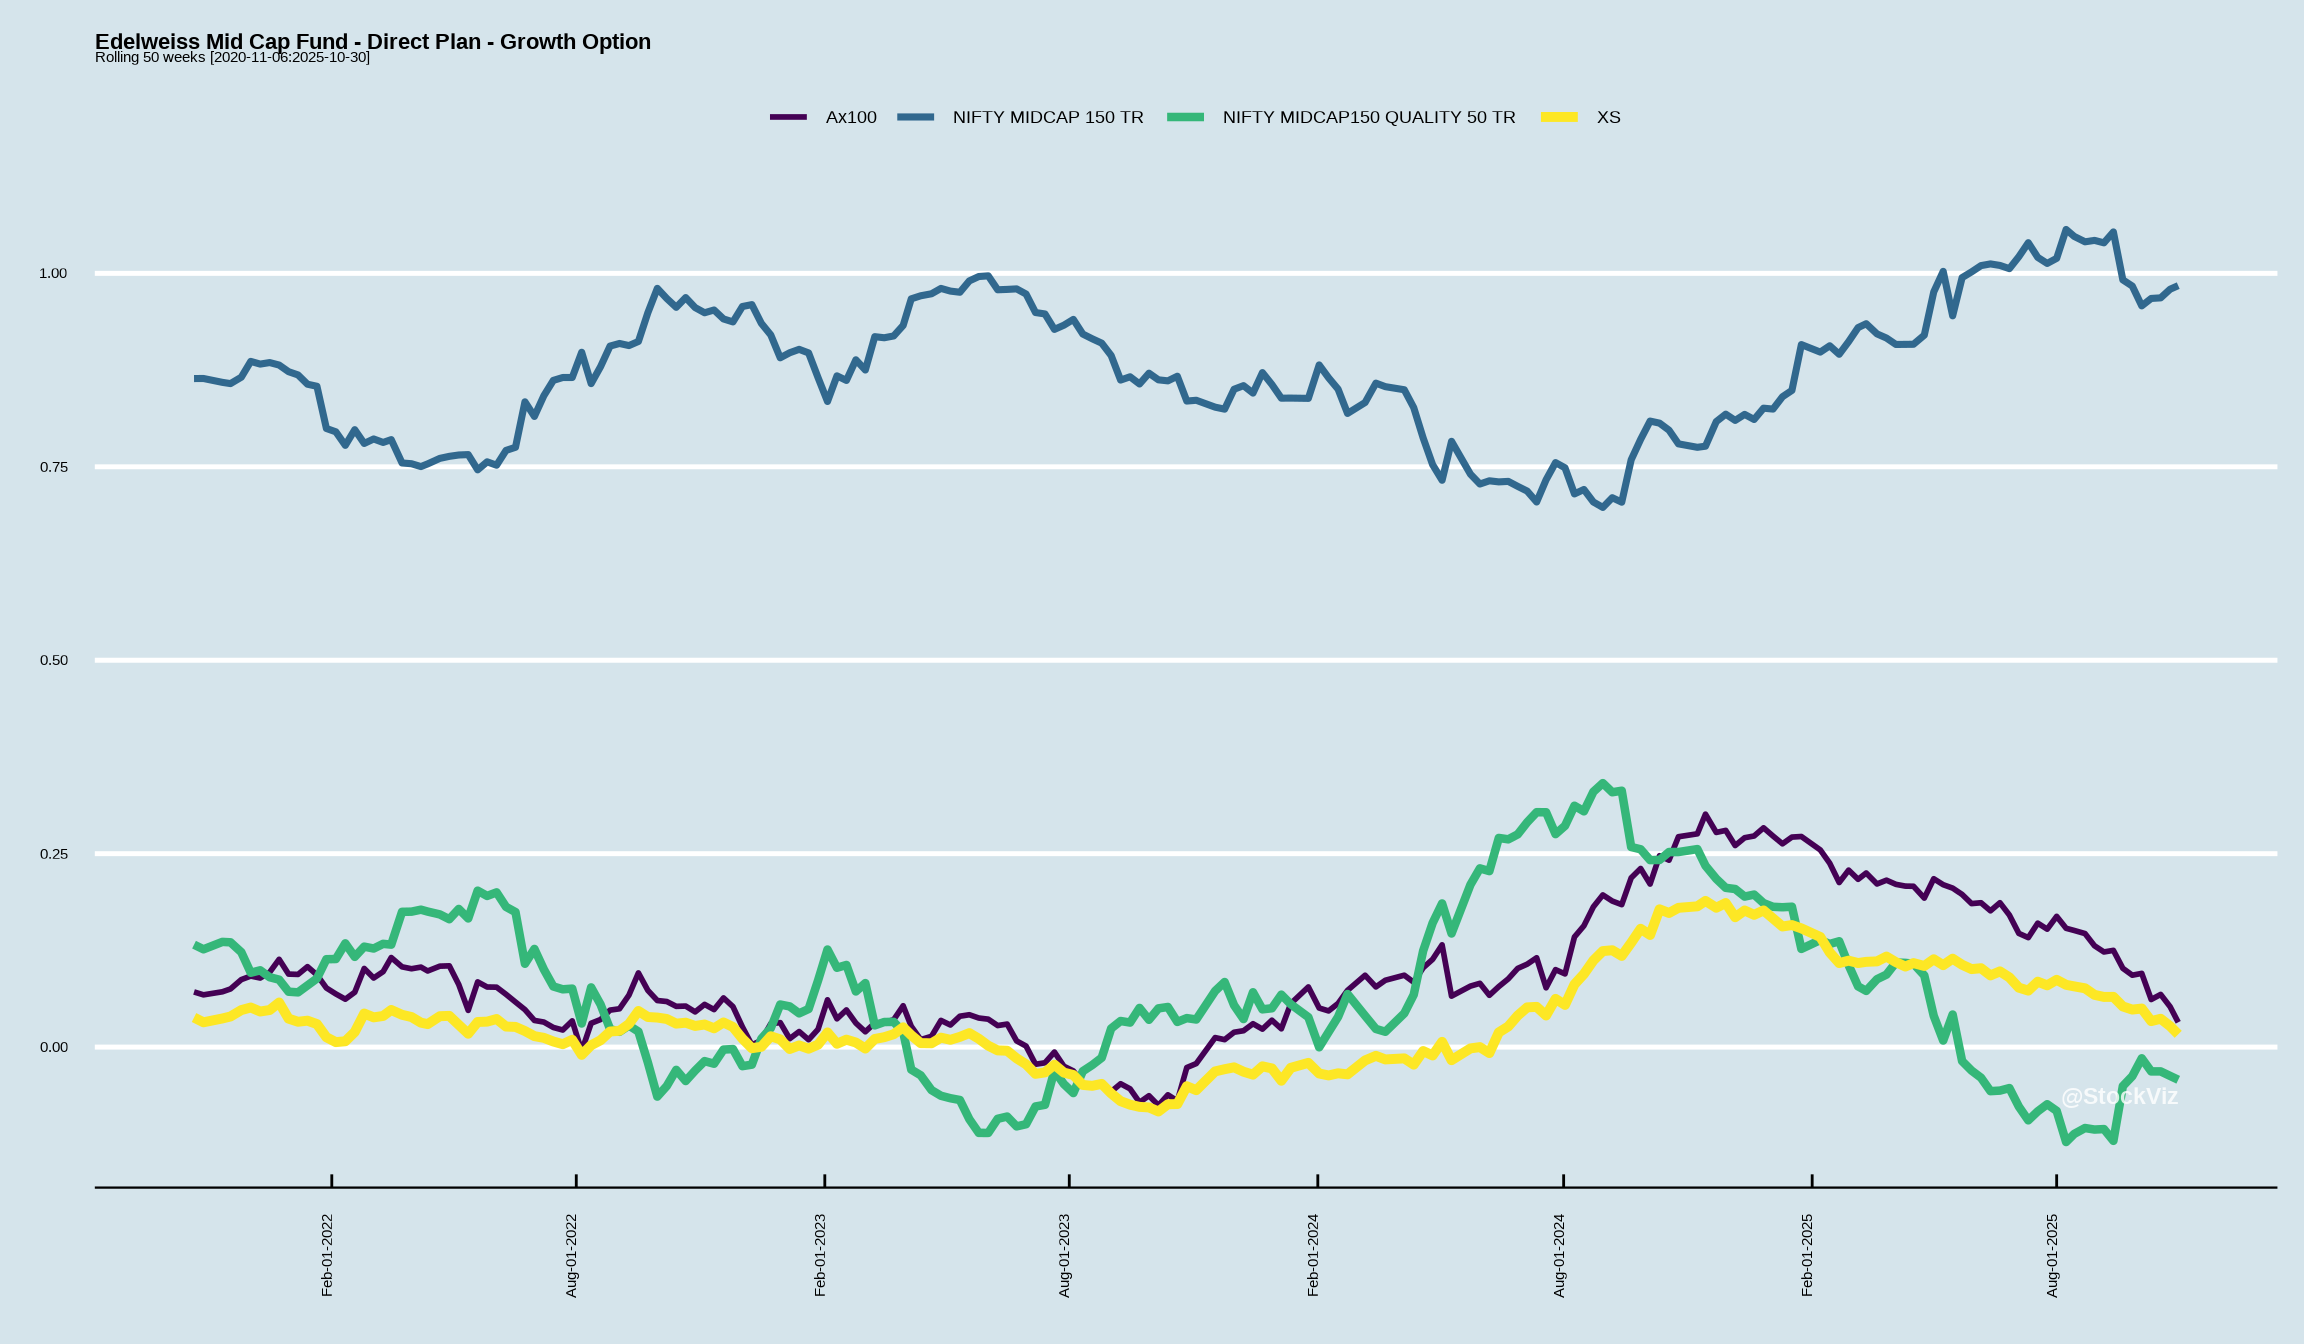 Edelweiss Mid Cap Fund - Direct Plan - Growth Option
Rolling 50 weeks [2020-11-06:2025-10-30]
Ax100 NIFTY MIDCAP 150 TR NIFTY MIDCAP150 QUALITY 50 TR XS
1.00
0.75
0.50
0.25
0.00
@StockViz
Feb-01-2022 Aug-01-2022 Feb-01-2023 Aug-01-2023 Feb-01-2024 Aug-01-2024 Feb-01-2025 Aug-01-2025